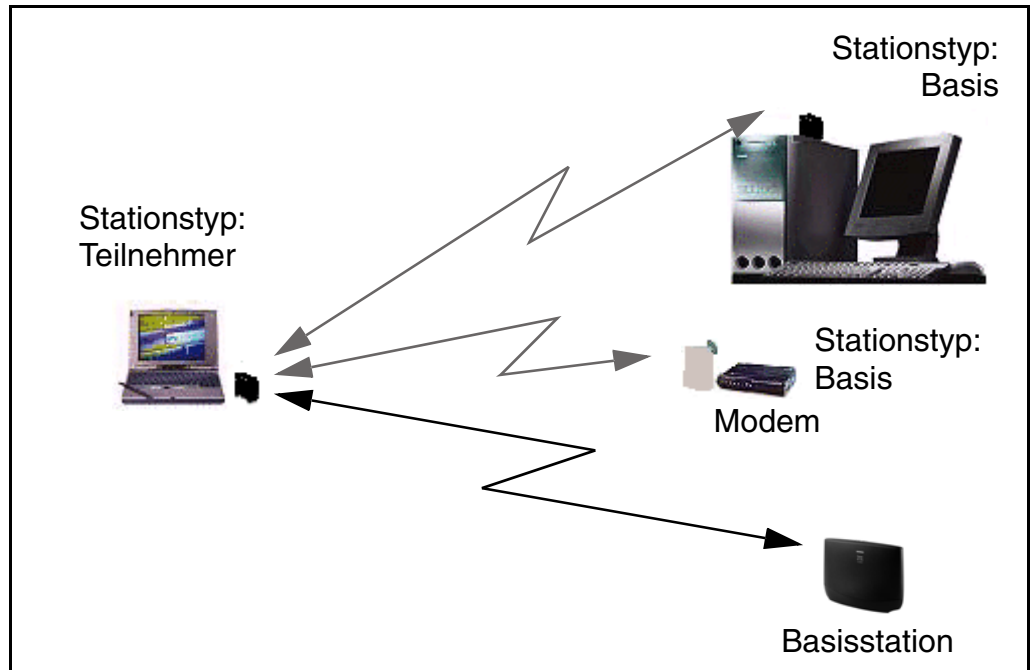 Stationstyp:
Basis
Stationstyp:
Teilnehmer
Stationstyp:
Basis
Modem
Basisstation